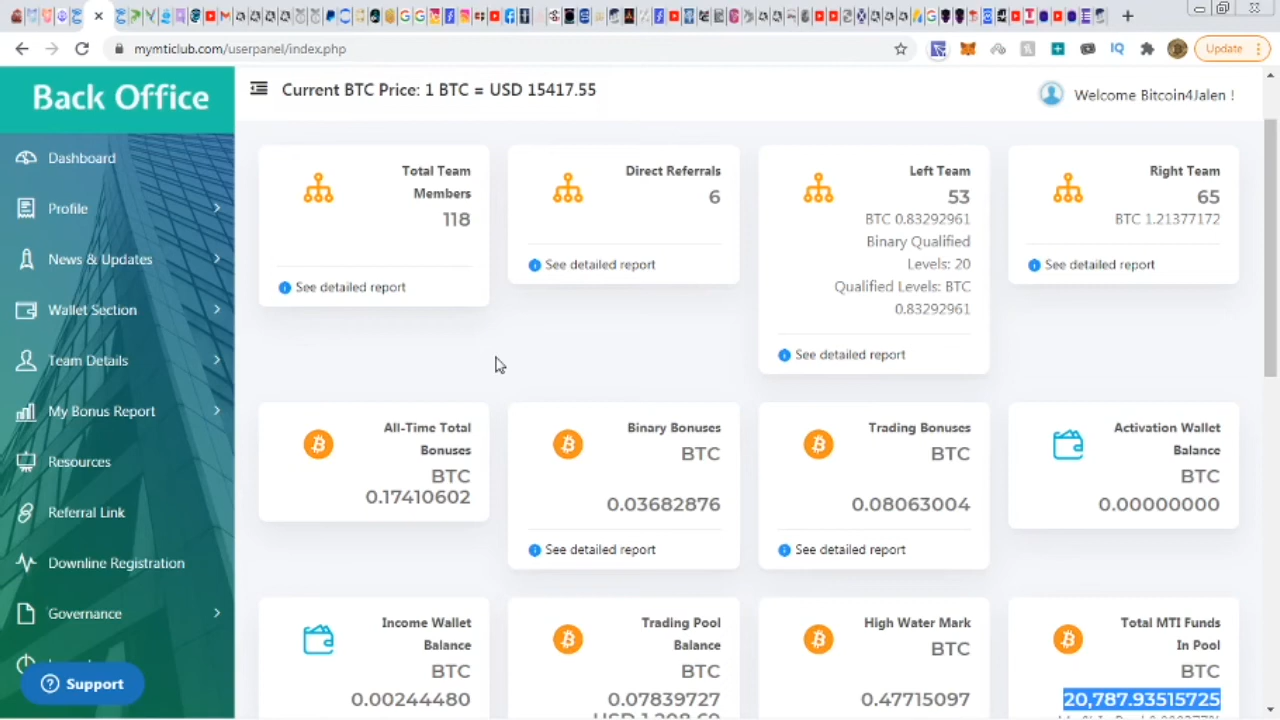 mymticlub.com/userpanel/index.php
IQ
Update
Back Office
Current BTC Price: 1 BTC = USD 15417.55
Welcome Bitcoin4Jalen !
Dashboard
Profile
News & Updates
Wallet Section
Team Details
My Bonus Report
Resources
Referral Link
Downline Registration
Governance
Support
Total Team
Members
118
See detailed report
Direct Referrals
6
See detailed report
Left Team
53
BTC 0.83292961
Binary Qualified
Levels: 20
Qualified Levels: BTC
0.83292961
See detailed report
Right Team
65
BTC 1.21377172
See detailed report
All-Time Total
Bonuses
BTC
0.17410602
Binary Bonuses
BTC
0.03682876
See detailed report
Trading Bonuses
BTC
0.08063004
See detailed report
Activation Wallet
Balance
BTC
0.00000000
Income Wallet
Balance
BTC
0.00244480
Trading Pool
Balance
BTC
0.07839727
High Water Mark
BTC
0.47715097
Total MTI Funds
In Pool
BTC
20,787.93515725